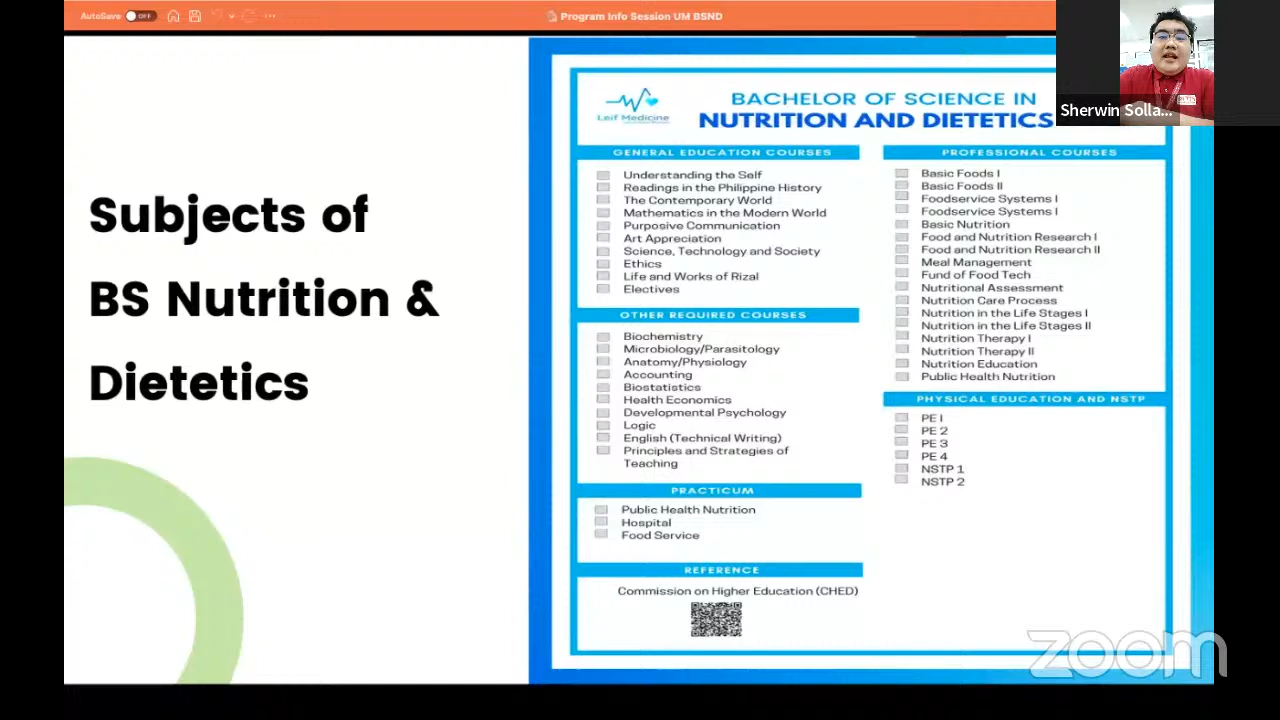 AutoSave OFF
Program Info Session UM BSND
Sherwin Solla...
Subjects of
BS Nutrition &
Dietetics
Leif Medicine
BACHELOR OF SCIENCE IN
NUTRITION AND DIETETICS
GENERAL EDUCATION COURSES
Understanding the Self
Readings in the Philippine History
The Contemporary World
Mathematics in the Modern World
Purposive Communication
Art Appreciation
Science, Technology and Society
Ethics
Life and Works of Rizal
Electives
OTHER REQUIRED COURSES
Biochemistry
Microbiology/Parasitology
Anatomy/Physiology
Accounting
Biostatistics
Health Economics
Developmental Psychology
Logic
English (Technical Writing)
Principles and Strategies of
Teaching
PRACTICUM
Public Health Nutrition
Hospital
Food Service
REFERENCE
Commission on Higher Education (CHED)
PROFESSIONAL COURSES
Basic Foods I
Basic Foods II
Foodservice Systems I
Foodservice Systems I
Basic Nutrition
Food and Nutrition Research I
Food and Nutrition Research II
Meal Management
Fund of Food Tech
Nutritional Assessment
Nutrition Care Process
Nutrition in the Life Stages I
Nutrition in the Life Stages II
Nutrition Therapy I
Nutrition Therapy II
Nutrition Education
Public Health Nutrition
PHYSICAL EDUCATION AND NSTP
PE I
PE 2
PE 3
PE 4
NSTP 1
NSTP 2
zoom